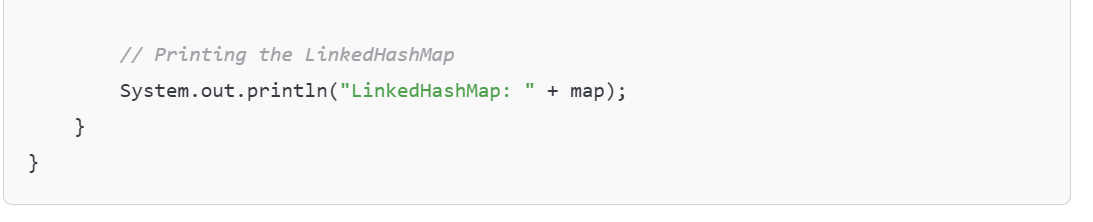 // Printing the LinkedHashMap
System.out.println("LinkedHashMap: " + map);
}
}